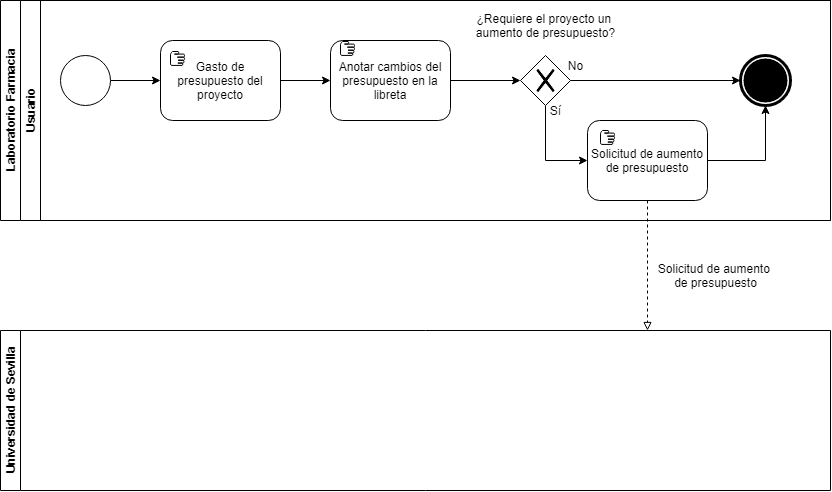 Laboratorio Farmacia
Usuario
Gasto de
presupuesto del
proyecto
Anotar cambios del
presupuesto en la
libreta
¿Requiere el proyecto un
aumento de presupuesto?
No
Sí
Solicitud de aumento
de presupuesto
Solicitud de aumento
de presupuesto
Universidad de Sevilla